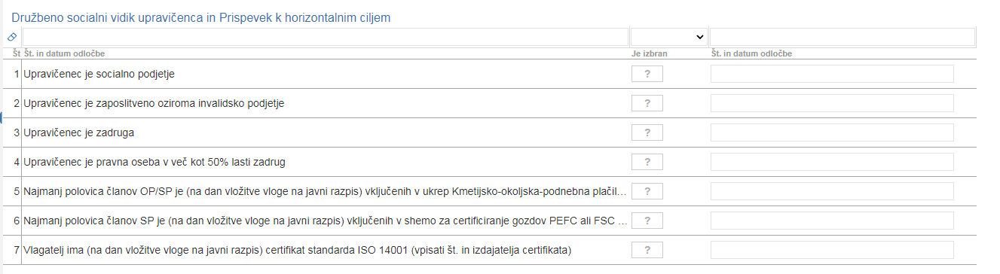 Družbeno socialni vidik upravičenca in Prispevek k horizontalnim ciljem
Št Št. in datum odločbe Je izbran Št. in datum odločbe
1 Upravičenec je socialno podjetje ?
2 Upravičenec je zaposlitveno oziroma invalidsko podjetje ?
3 Upravičenec je zadruga ?
4 Upravičenec je pravna oseba v več kot 50% lasti zadrug ?
5 Najmanj polovica članov OP/SP je (na dan vložitve vloge na javni razpis) vključenih v ukrep Kmetijsko-okoljska-podnebna plačil... ?
6 Najmanj polovica članov SP je (na dan vložitve vloge na javni razpis) vključenih v shemo za certificiranje gozdov PEFC ali FSC ... ?
7 Vlagatelj ima (na dan vložitve vloge na javni razpis) certifikat standarda ISO 14001 (vpisati št. in izdajatelja certifikata) ?